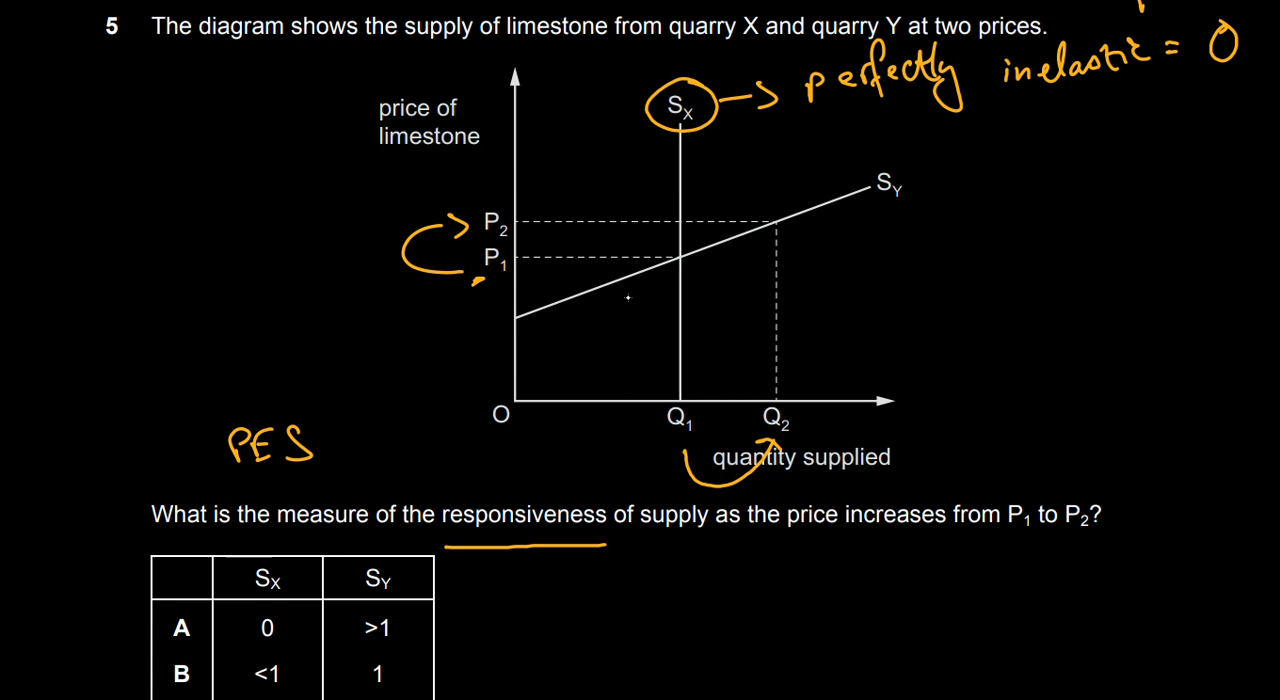 5 The diagram shows the supply of limestone from quarry X and quarry Y at two prices.
perfectly inelastic = 0
price of
limestone
SX
SY
P2
P1
O
Q1
Q2
quantity supplied
PES
What is the measure of the responsiveness of supply as the price increases from P1 to P2?
SX SY
A 0 >1
B <1 1